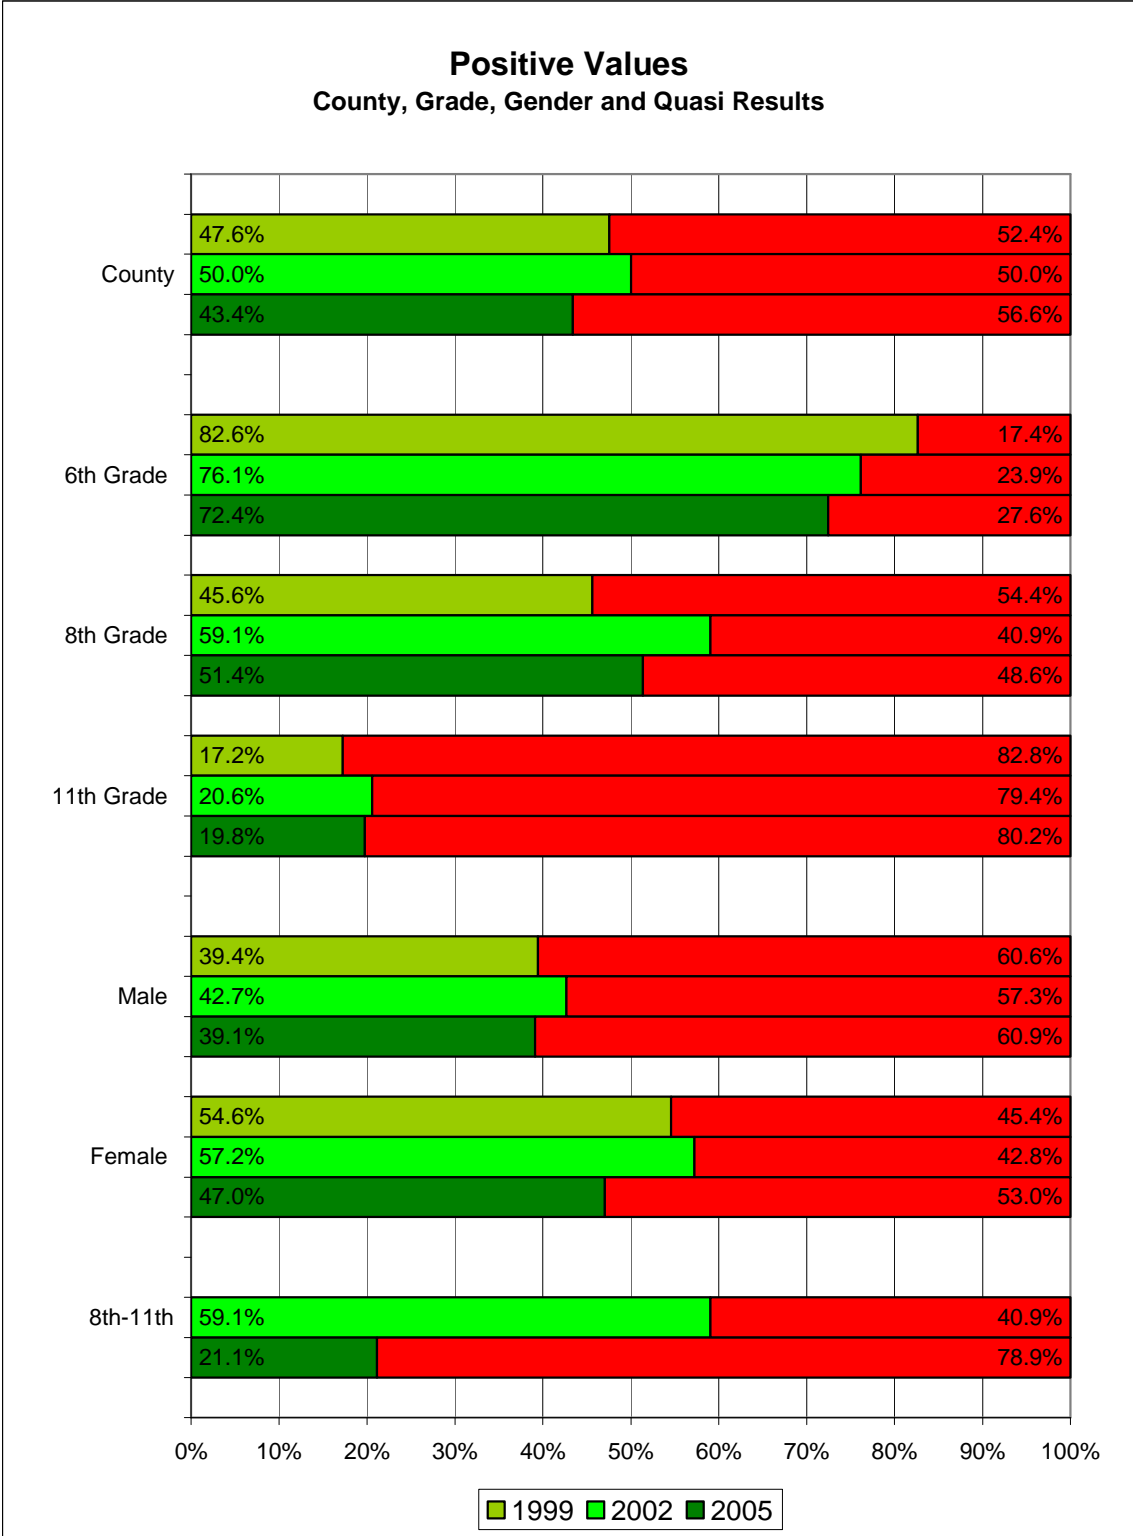 Positive Values
County, Grade, Gender and Quasi Results
47.6% 52.4%
County 50.0% 50.0%
43.4% 56.6%
82.6% 17.4%
6th Grade 76.1% 23.9%
72.4% 27.6%
45.6% 54.4%
8th Grade 59.1% 40.9%
51.4% 48.6%
17.2% 82.8%
11th Grade 20.6% 79.4%
19.8% 80.2%
39.4% 60.6%
Male 42.7% 57.3%
39.1% 60.9%
54.6% 45.4%
Female 57.2% 42.8%
47.0% 53.0%
8th-11th 59.1% 40.9%
21.1% 78.9%
0% 10% 20% 30% 40% 50% 60% 70% 80% 90% 100%
1999 2002 2005